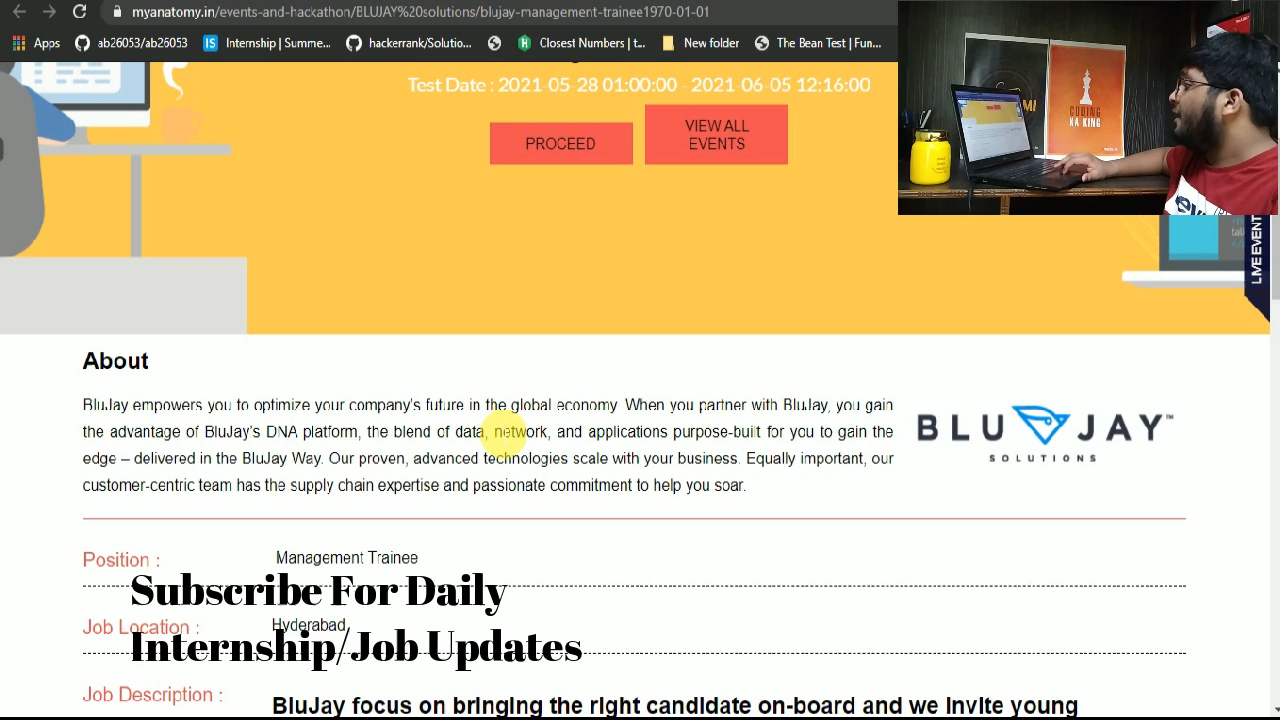 myanatomy.in/events-and-hackathon/BLUJAY%20solutions/blujay-management-trainee1970-01-01
Apps ab26053/ab26053 IS Internship | Summe... hackerrank/Solutio... H Closest Numbers | t... New folder The Bean Test | Fun...
Test Date : 2021-05-28 01:00:00 - 2021-06-05 12:16:00
PROCEED
VIEW ALL
EVENTS
CODING
KA KING
LIVE EVENT
About
BluJay empowers you to optimize your company's future in the global economy. When you partner with BluJay, you gain
the advantage of BluJay's DNA platform, the blend of data, network, and applications purpose-built for you to gain the
edge – delivered in the BluJay Way. Our proven, advanced technologies scale with your business. Equally important, our
customer-centric team has the supply chain expertise and passionate commitment to help you soar.
BLU JAY™
SOLUTIONS
Position : Management Trainee
Subscribe For Daily
Job Location : Hyderabad
Internship/Job Updates
Job Description : BluJay focus on bringing the right candidate on-board and we invite young